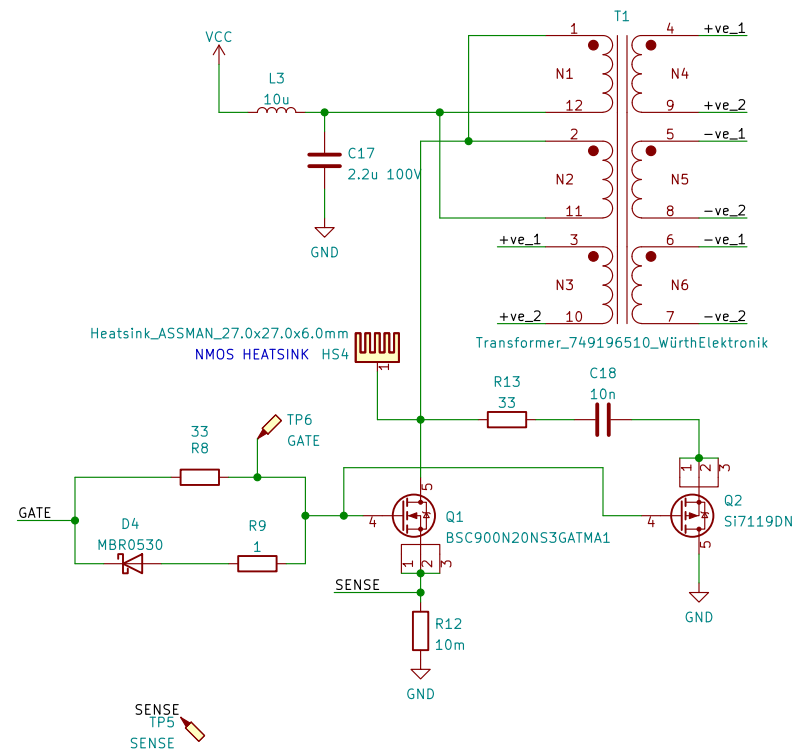 T1
VCC
1
4
+ve_1
L3
10u
N1
N4
12
9
+ve_2
2
5
-ve_1
C17
2.2u 100V
N2
N5
11
8
-ve_2
GND
+ve_1
3
6
-ve_1
N3
N6
+ve_2
10
7
-ve_2
Heatsink_ASSMAN_27.0x27.0x6.0mm
NMOS HEATSINK HS4
1
Transformer_749196510_WürthElektronik
R13
33
C18
10n
TP6
GATE
33
R8
1
2
3
5
GATE
4
Q1
BSC900N20NS3GATMA1
4
Q2
Si7119DN
5
D4
MBR0530
R9
1
1
2
3
SENSE
R12
10m
GND
GND
SENSE
TP5
SENSE